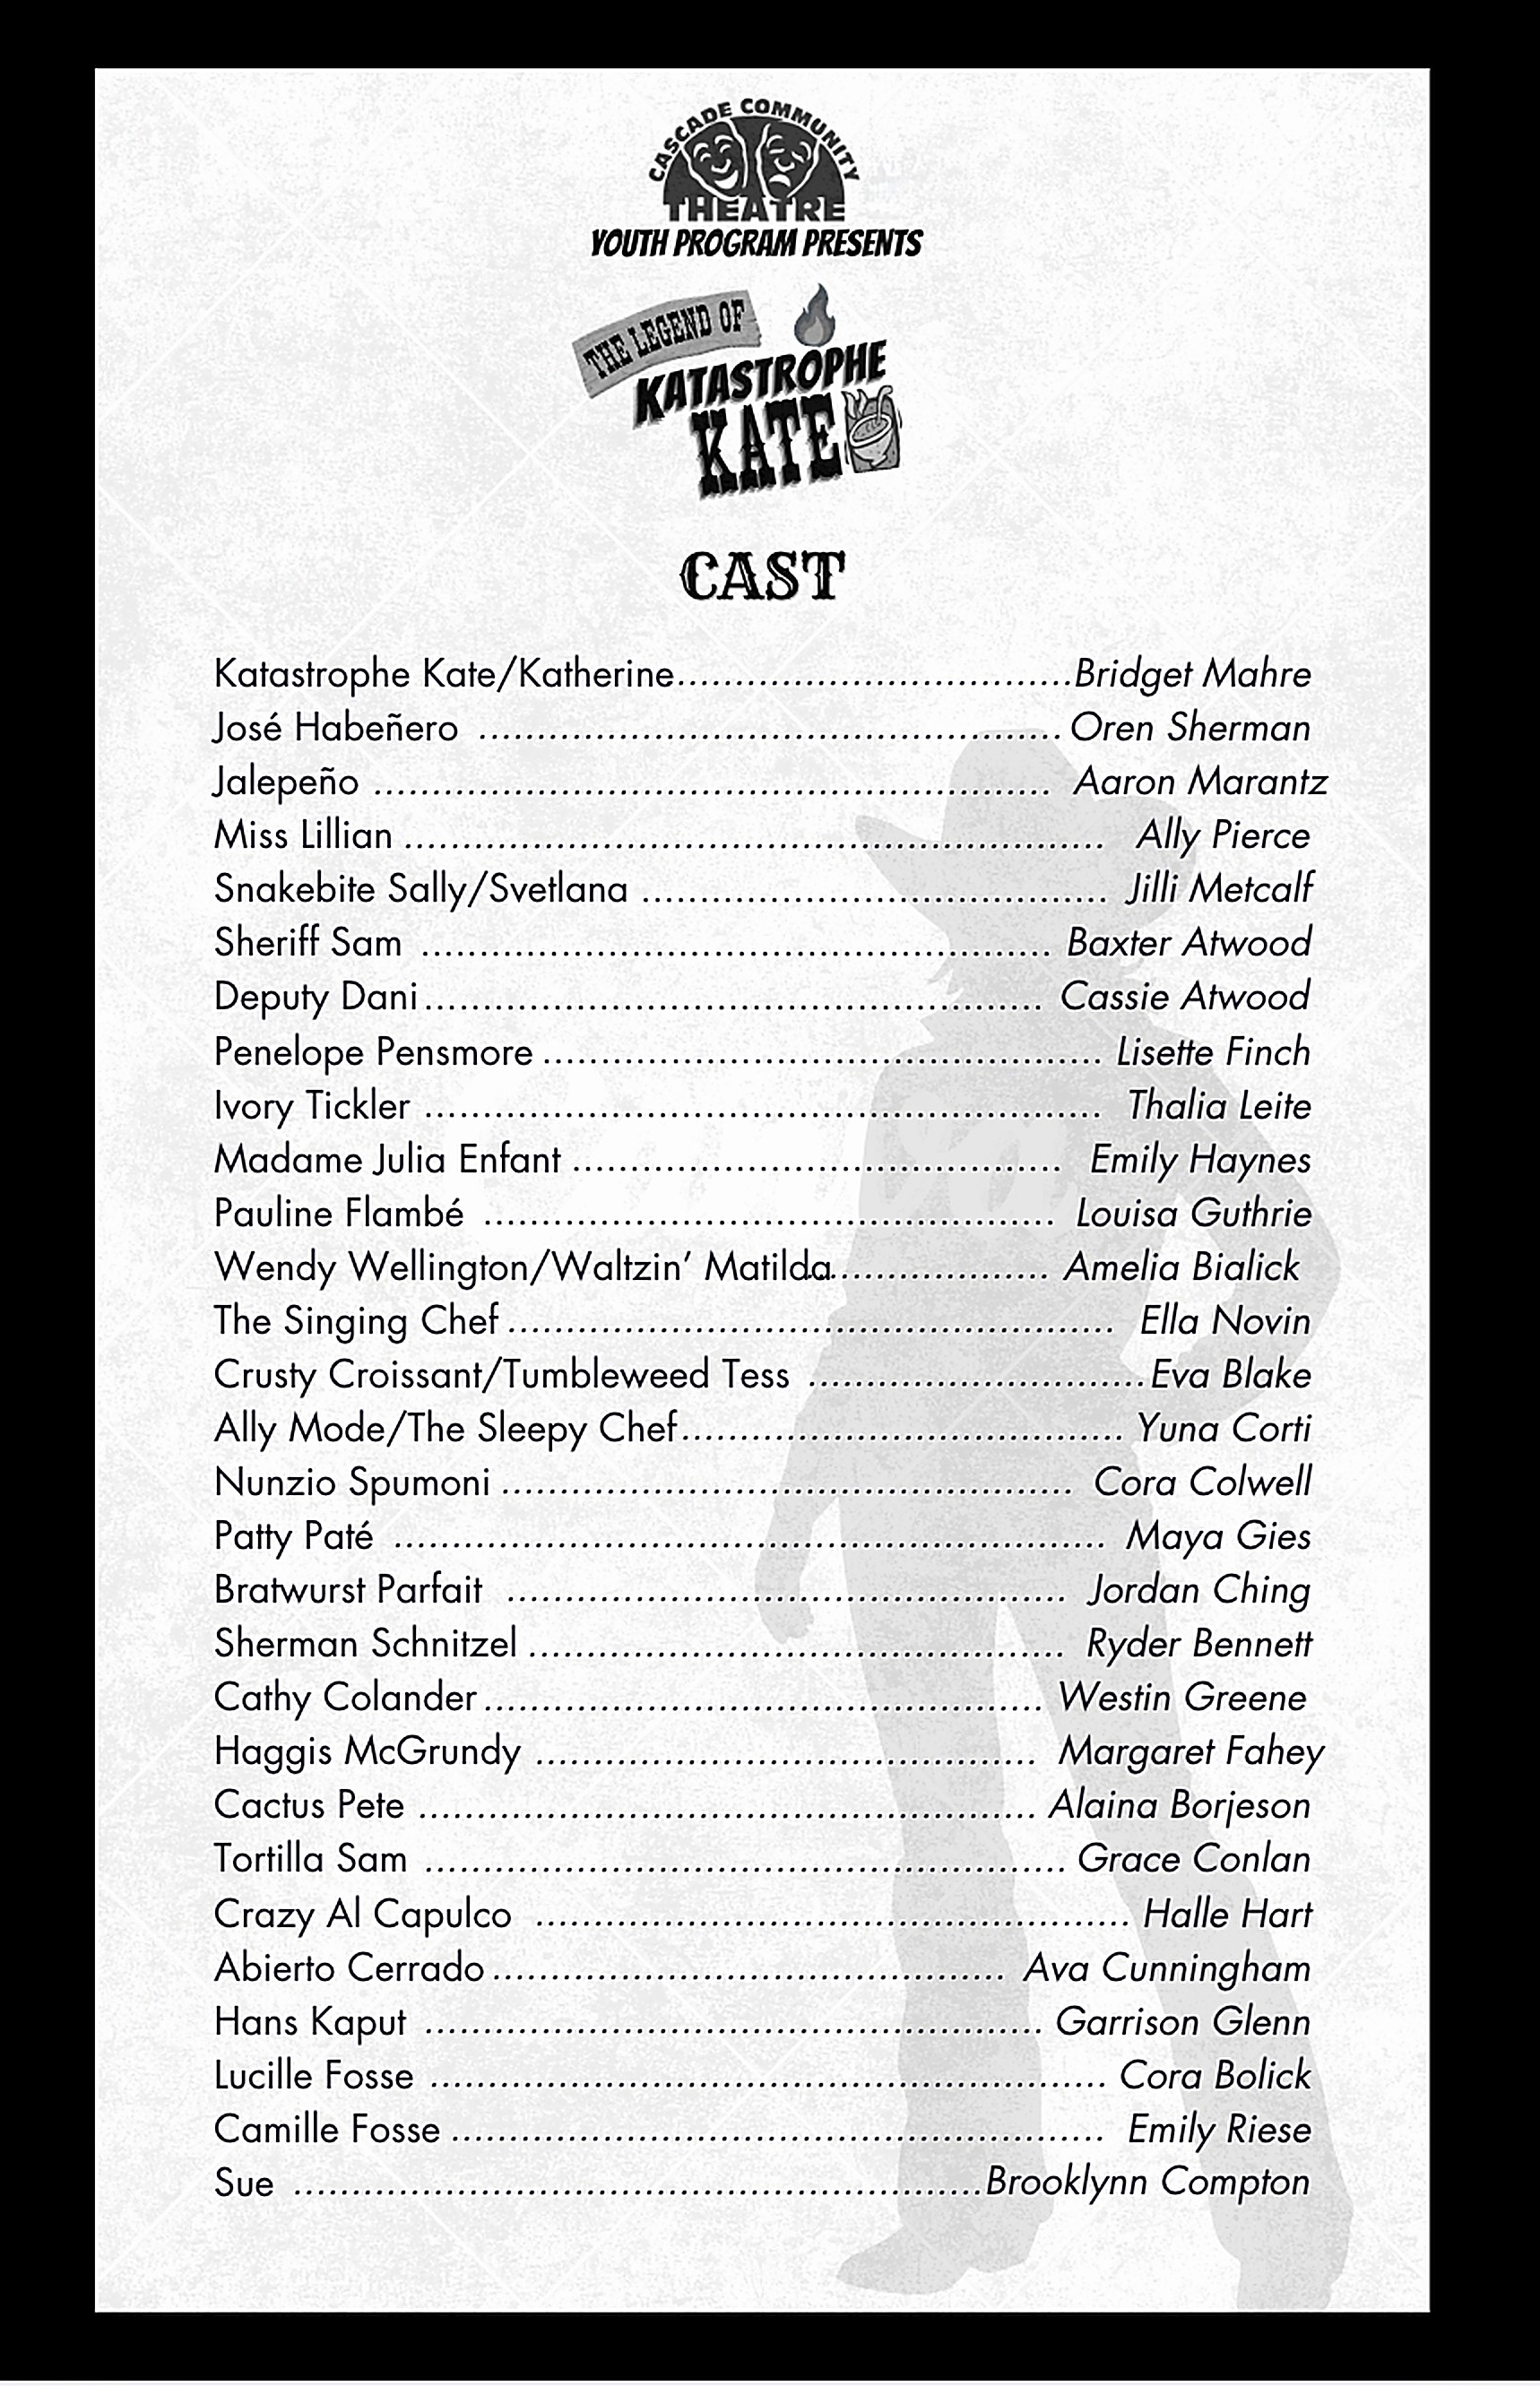 CASCADE COMMUNITY
THEATRE
YOUTH PROGRAM PRESENTS
THE LEGEND OF
KATASTROPHE
KATE
CAST
Katastrophe Kate/Katherine..................................Bridget Mahre
José Habeñero ..................................................Oren Sherman
Jalepeño .......................................................... Aaron Marantz
Miss Lillian ............................................................ Ally Pierce
Snakebite Sally/Svetlana ........................................ Jilli Metcalf
Sheriff Sam ...................................................... Baxter Atwood
Deputy Dani..................................................... Cassie Atwood
Penelope Pensmore ................................................ Lisette Finch
Ivory Tickler .......................................................... Thalia Leite
Madame Julia Enfant .......................................... Emily Haynes
Pauline Flambé ................................................. Louisa Guthrie
Wendy Wellington/Waltzin’ Matilda..................... Amelia Bialick
The Singing Chef.................................................... Ella Novin
Crusty Croissant/Tumbleweed Tess .............................Eva Blake
Ally Mode/The Sleepy Chef...................................... Yuna Corti
Nunzio Spumoni ................................................. Cora Colwell
Patty Paté ............................................................. Maya Gies
Bratwurst Parfait ................................................ Jordan Ching
Sherman Schnitzel .............................................. Ryder Bennett
Cathy Colander................................................ Westin Greene
Haggis McGrundy ........................................... Margaret Fahey
Cactus Pete ..................................................... Alaina Borjeson
Tortilla Sam ....................................................... Grace Conlan
Crazy Al Capulco ................................................... Halle Hart
Abierto Cerrado............................................ Ava Cunningham
Hans Kaput ..................................................... Garrison Glenn
Lucille Fosse .......................................................... Cora Bolick
Camille Fosse ........................................................ Emily Riese
Sue ...........................................................Brooklynn Compton